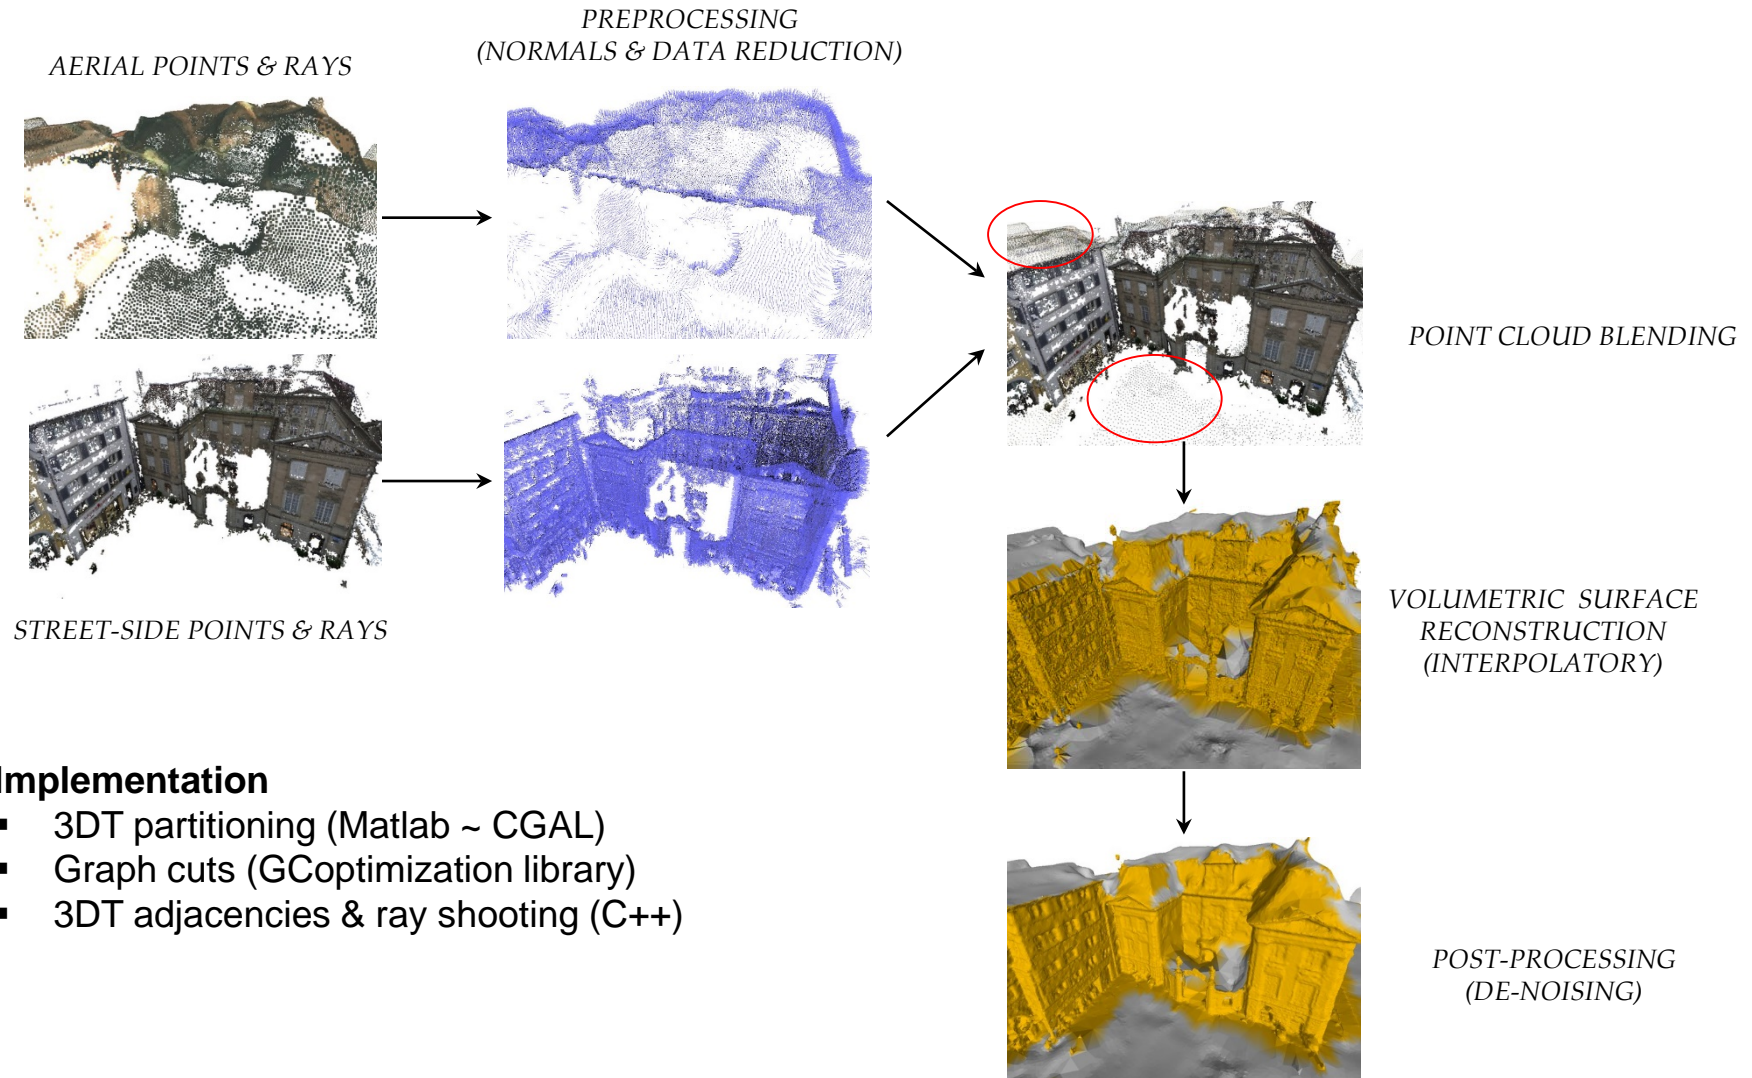 PREPROCESSING
(NORMALS & DATA REDUCTION)
AERIAL POINTS & RAYS
POINT CLOUD BLENDING
STREET-SIDE POINTS & RAYS
VOLUMETRIC SURFACE
RECONSTRUCTION
(INTERPOLATORY)
Implementation
▪ 3DT partitioning (Matlab ~ CGAL)
▪ Graph cuts (GCoptimization library)
▪ 3DT adjacencies & ray shooting (C++)
POST-PROCESSING
(DE-NOISING)